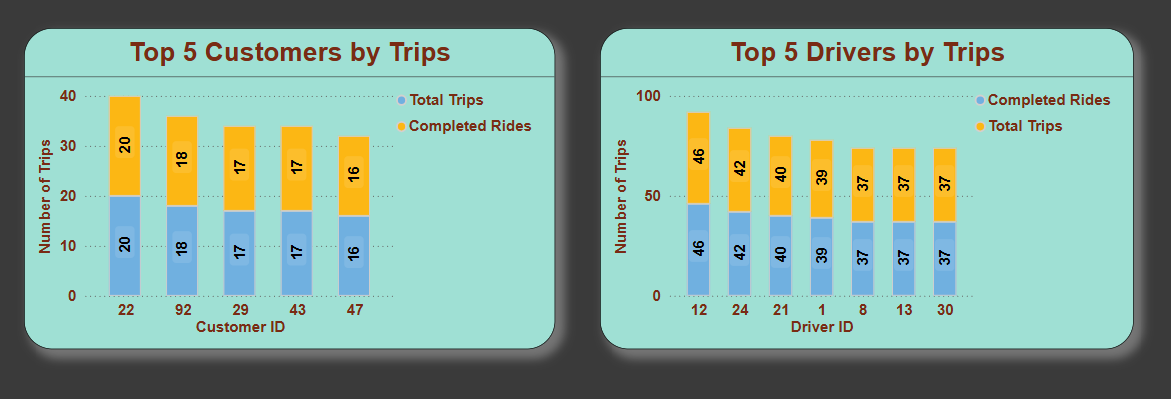 Top 5 Customers by Trips
Total Trips
Completed Rides
Number of Trips
40
30
20
10
0
20
18
17
17
16
20
18
17
17
16
22 92 29 43 47
Customer ID
Top 5 Drivers by Trips
Completed Rides
Total Trips
Number of Trips
100
50
0
46
42
40
39
37
37
37
46
42
40
39
37
37
37
12 24 21 1 8 13 30
Driver ID